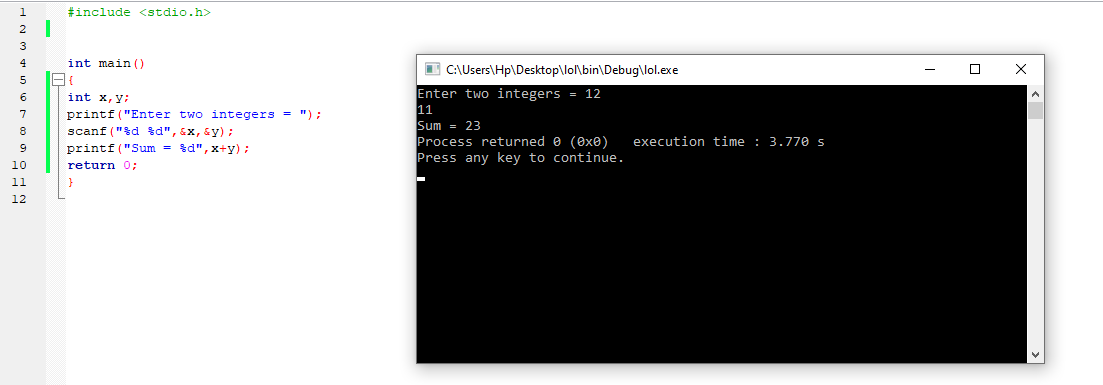 1 #include <stdio.h>
2
3
4 int main()
5 {
6 int x,y;
7 printf("Enter two integers = ");
8 scanf("%d %d",&x,&y);
9 printf("Sum = %d",x+y);
10 return 0;
11 }
12
C:\Users\Hp\Desktop\lol\bin\Debug\lol.exe
Enter two integers = 12
11
Sum = 23
Process returned 0 (0x0)   execution time : 3.770 s
Press any key to continue.